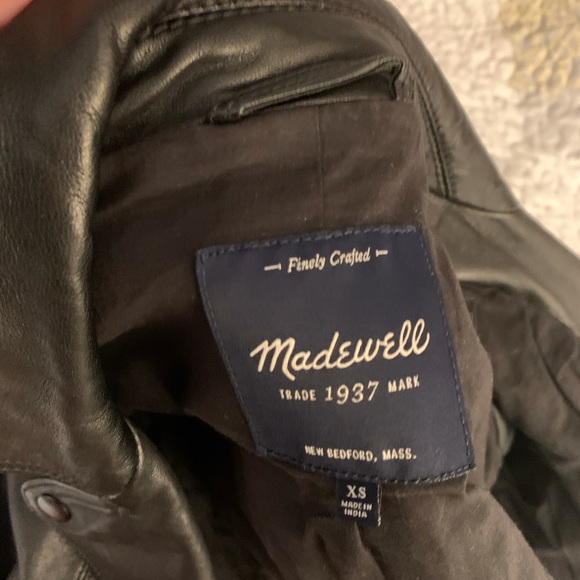 Finely Crafted
Madewell
TRADE 1937 MARK
NEW BEDFORD, MASS.
XS
MADE IN
INDIA